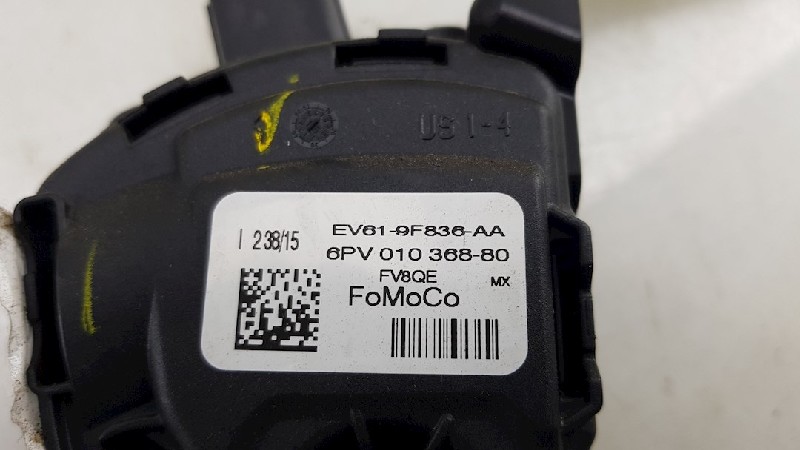 US 1-4
I 238/15
EV61-9F836-AA
6PV 010 368-80
FV8QE
MX
FoMoCo